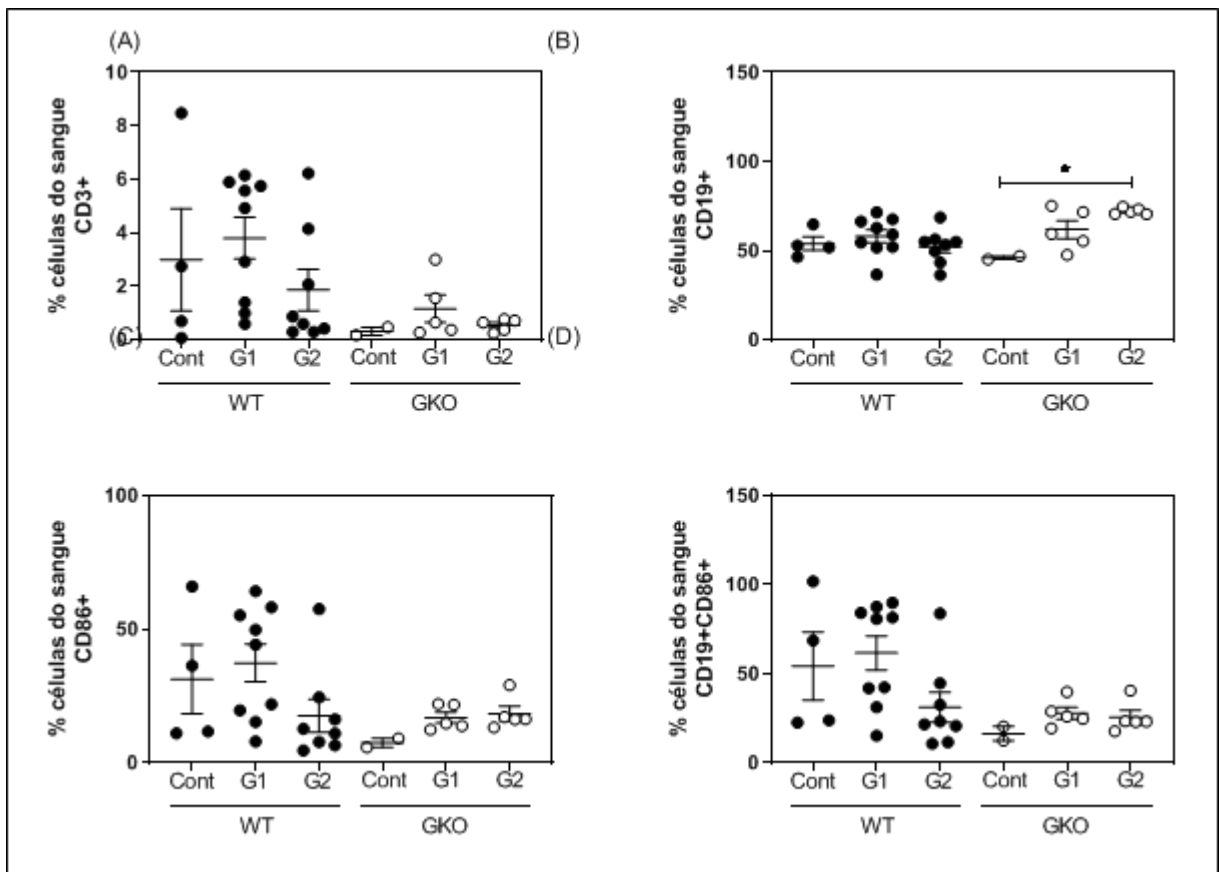 (A)
% células do sangue
CD3+
10
8
6
4
2
0
Cont G1 G2 Cont G1 G2
WT GKO
(B)
% células do sangue
CD19+
150
100
50
0
*
Cont G1 G2 Cont G1 G2
WT GKO
(C)
% células do sangue
CD86+
100
50
0
Cont G1 G2 Cont G1 G2
WT GKO
(D)
% células do sangue
CD19+CD86+
150
100
50
0
Cont G1 G2 Cont G1 G2
WT GKO